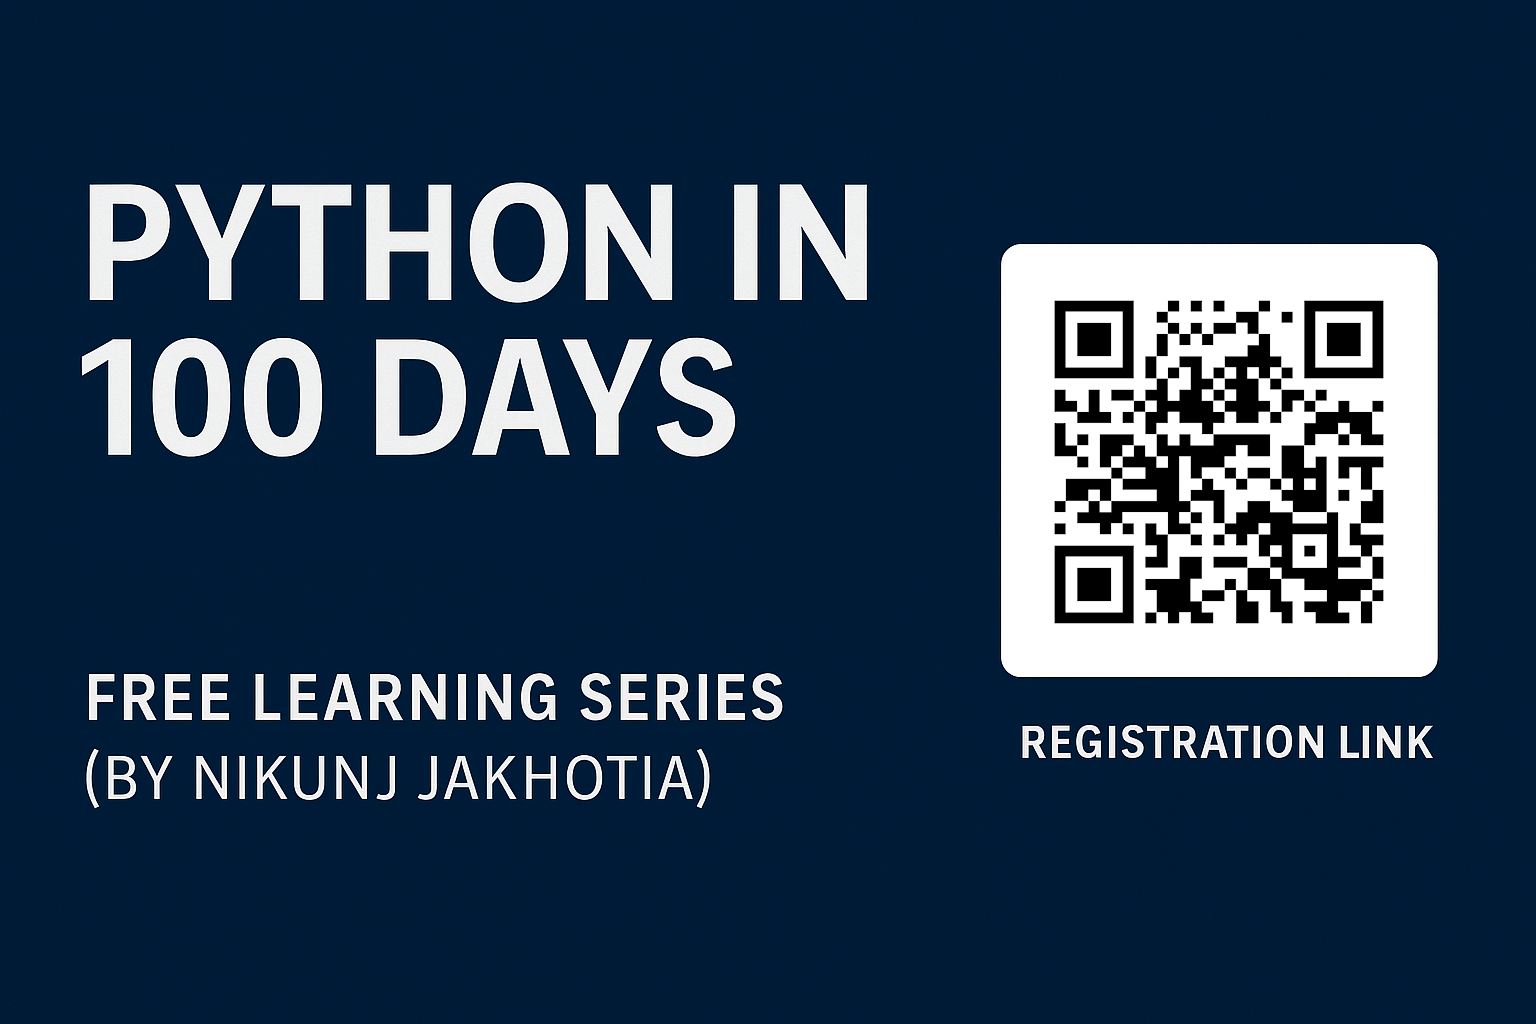 PYTHON IN
100 DAYS
FREE LEARNING SERIES
(BY NIKUNJ JAKHOTIA)
REGISTRATION LINK